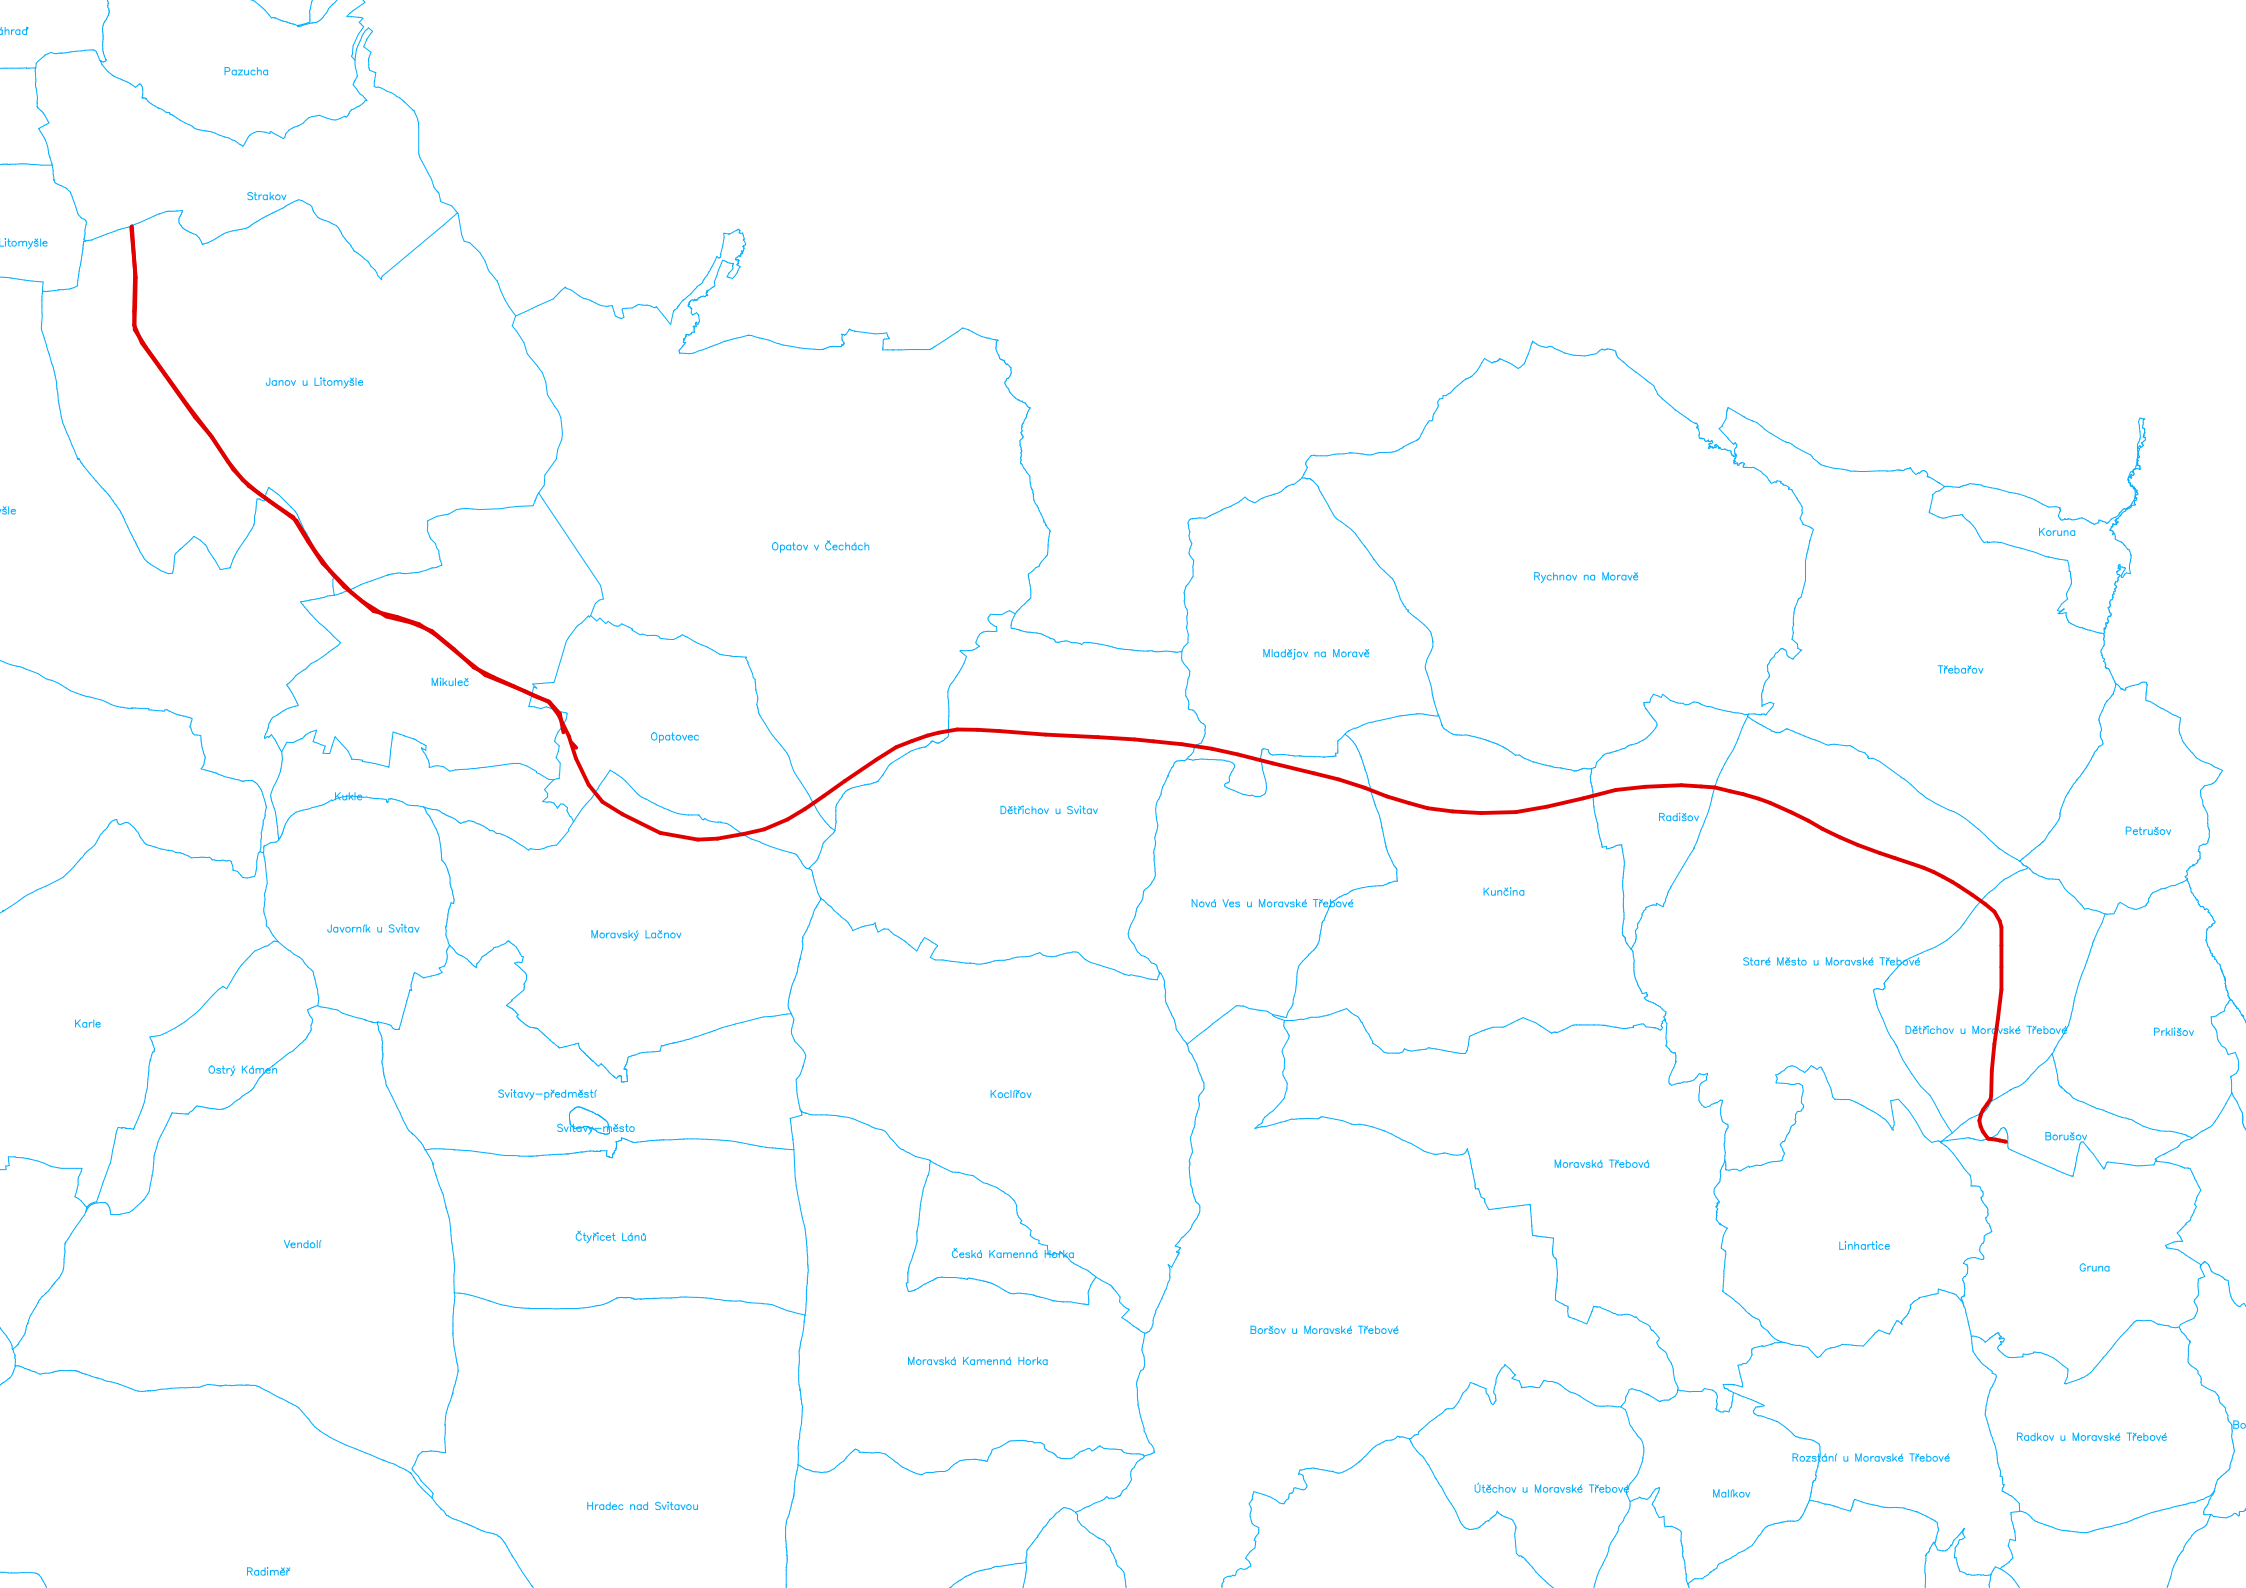 áhraď
Pazucha
Strakov
Litomyšle
Janov u Litomyšle
yšle
Opatov v Čechách
Koruna
Rychnov na Moravě
Mladějov na Moravě
Třebařov
Mikuleč
Opatovec
Kukle
Dětřichov u Svitav
Radišov
Petrušov
Kunčina
Nová Ves u Moravské Třebové
Javorník u Svitav
Moravský Lačnov
Staré Město u Moravské Třebové
Karle
Dětřichov u Moravské Třebové
Prklišov
Ostrý Kámen
Svitavy-předměstí
Koclířov
Svitavy-město
Borušov
Moravská Třebová
Vendolí
Čtyřicet Lánů
Česká Kamenná Horka
Linhartice
Gruna
Boršov u Moravské Třebové
Moravská Kamenná Horka
Bo
Radkov u Moravské Třebové
Rozstání u Moravské Třebové
Útěchov u Moravské Třebové
Malíkov
Hradec nad Svitavou
Radiměř